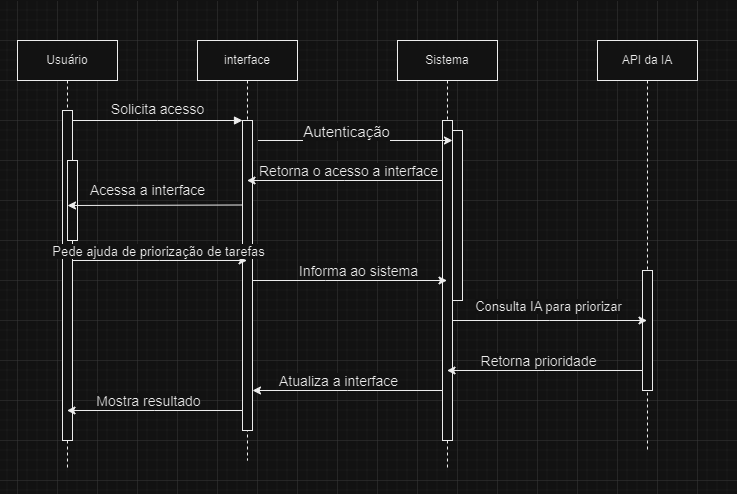 Usuário
interface
Sistema
API da IA
Solicita acesso
Autenticação
Retorna o acesso a interface
Acessa a interface
Pede ajuda de priorização de tarefas
Informa ao sistema
Consulta IA para priorizar
Retorna prioridade
Atualiza a interface
Mostra resultado